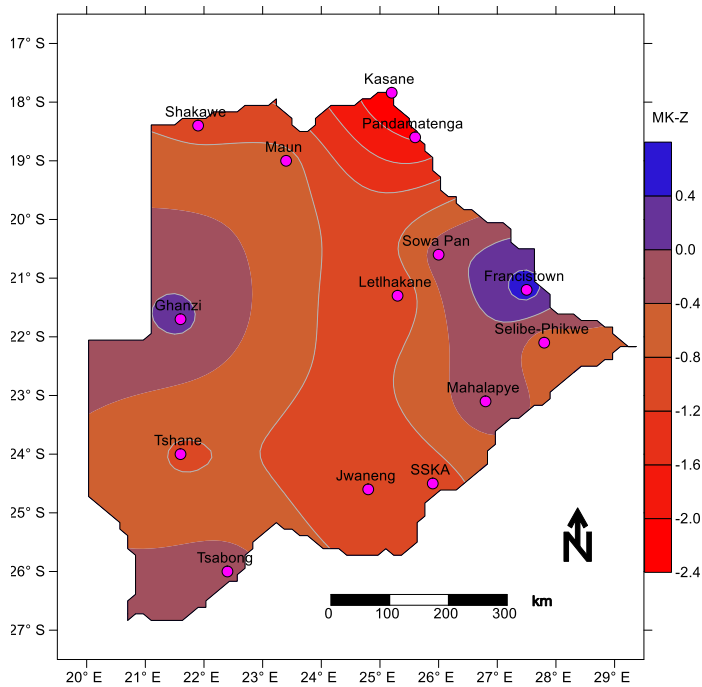 17° S
Kasane
18° S
Shakawe
Pandamatenga
MK-Z
Maun
19° S
0.4
20° S
Sowa Pan
0.0
21° S
Letlhakane
Francistown
Ghanzi
-0.4
22° S
Selibe-Phikwe
-0.8
23° S
Mahalapye
-1.2
24° S
Tshane
-1.6
Jwaneng
SSKA
25° S
-2.0
N
26° S
Tsabong
-2.4
km
0 100 200 300
27° S
20° E 21° E 22° E 23° E 24° E 25° E 26° E 27° E 28° E 29° E